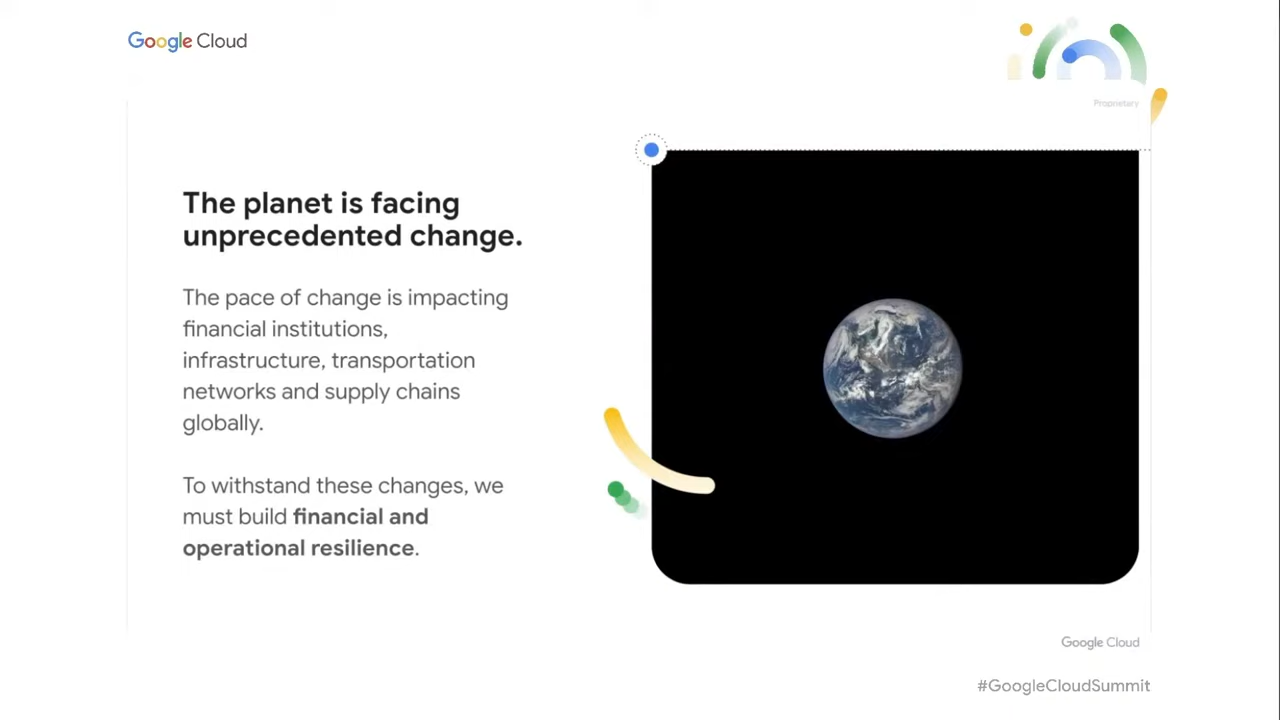 Google Cloud
Proprietary
The planet is facing
unprecedented change.
The pace of change is impacting
financial institutions,
infrastructure, transportation
networks and supply chains
globally.
To withstand these changes, we
must build financial and
operational resilience.
Google Cloud
#GoogleCloudSummit